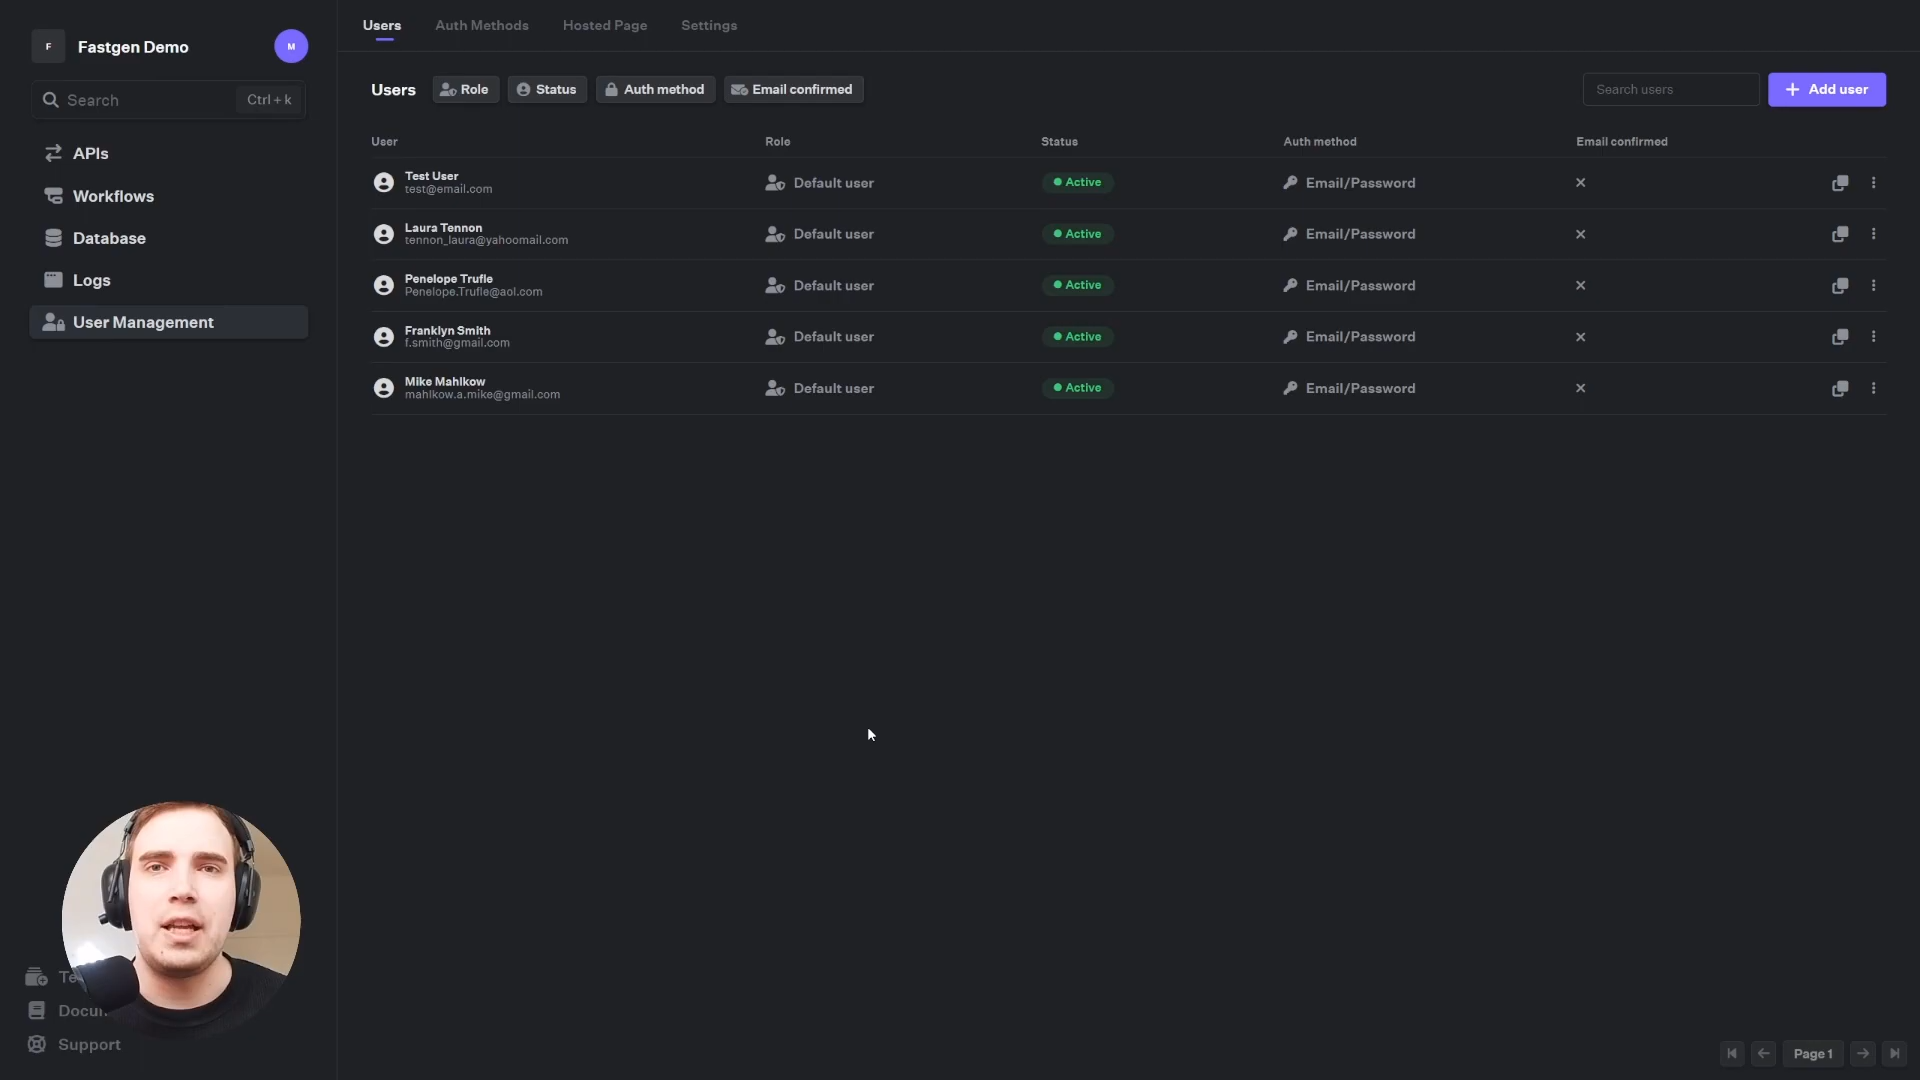 F Fastgen Demo M
Search Ctrl + k
APIs
Workflows
Database
Logs
User Management
Support
Users Auth Methods Hosted Page Settings
Users Role Status Auth method Email confirmed Search users + Add user
User Role Status Auth method Email confirmed
Test User
test@email.com
Default user Active Email/Password
Laura Tennon
tennon_laura@yahoomail.com
Default user Active Email/Password
Penelope Trufle
Penelope.Trufle@aol.com
Default user Active Email/Password
Franklyn Smith
f.smith@gmail.com
Default user Active Email/Password
Mike Mahlkow
mahlkow.a.mike@gmail.com
Default user Active Email/Password
Page 1